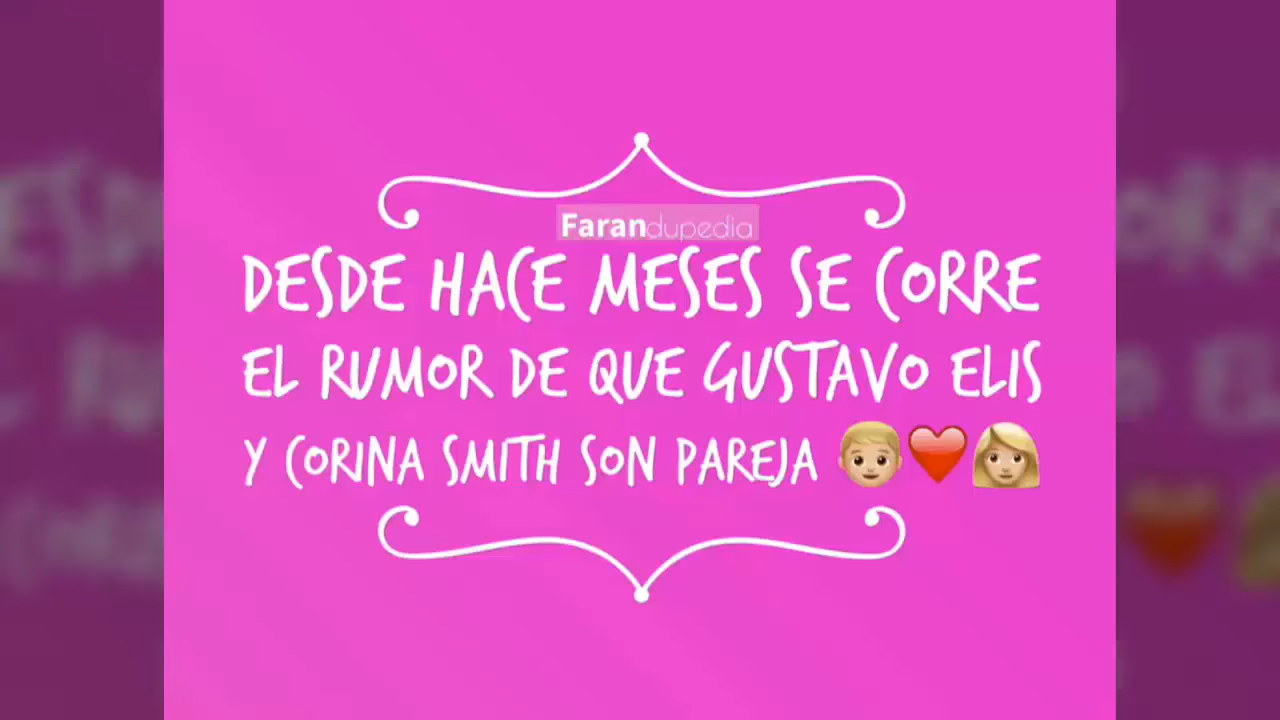 Farandupedia
DESDE HACE MESES SE CORRE
EL RUMOR DE QUE GUSTAVO ELIS
Y CORINA SMITH SON PAREJA 👦🏼❤️👩🏼